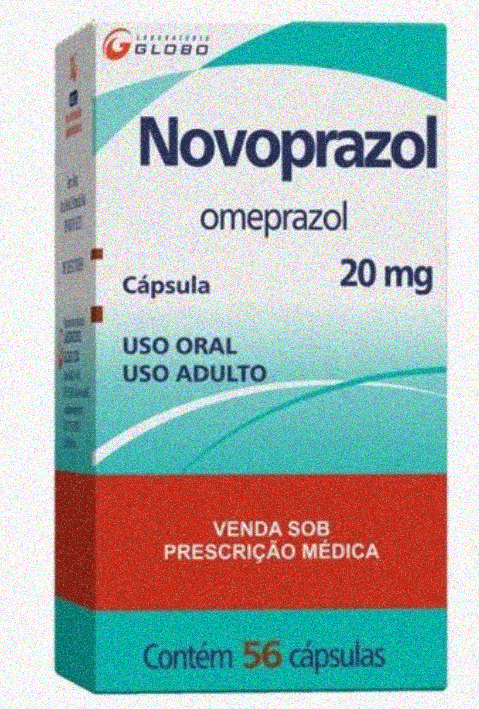 LABORATÓRIO
GLOBO
Novoprazol
omeprazol
20 mg
Cápsula
USO ORAL
USO ADULTO
VENDA SOB
PRESCRIÇÃO MÉDICA
Contém 56 cápsulas